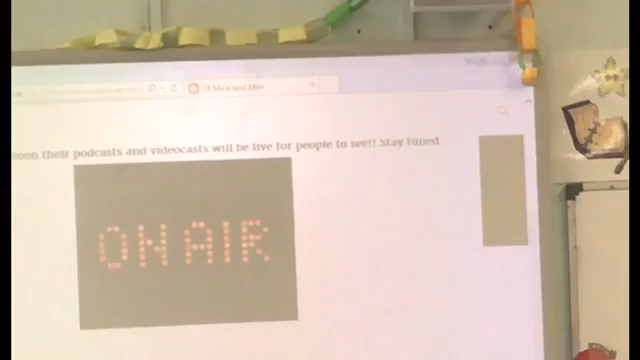 Of Mice and Men
soon their podcasts and videocasts will be live for people to see!! Stay tuned
ON AIR